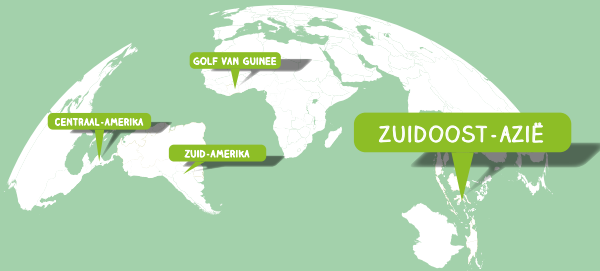 GOLF VAN GUINEE
CENTRAAL-AMERIKA
ZUIDOOST-AZIË
ZUID-AMERIKA